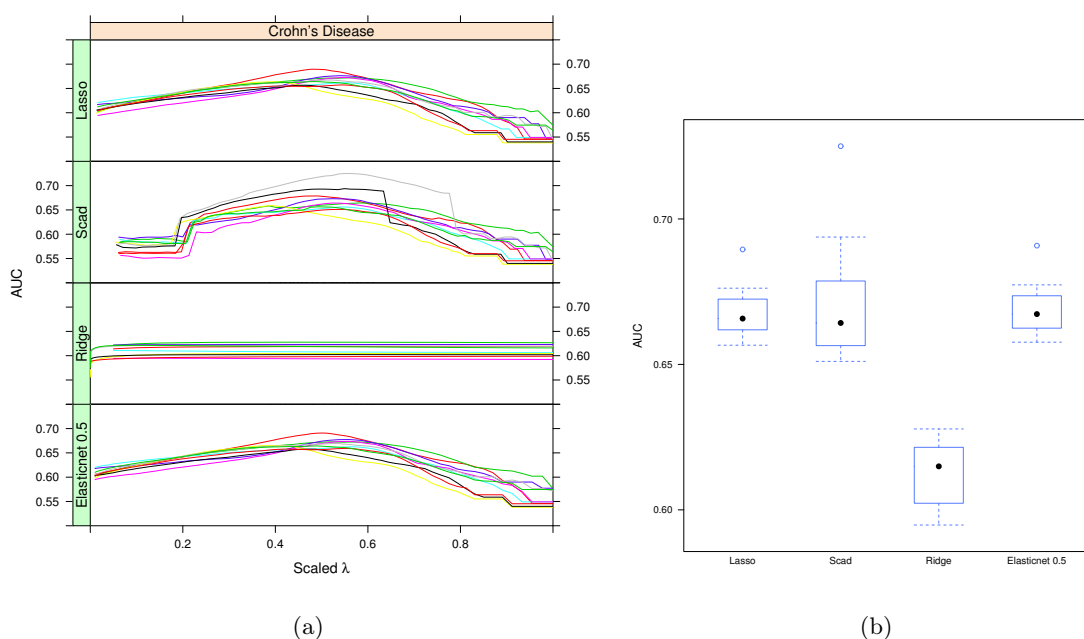 Crohn's Disease
Lasso
0.70
0.65
0.60
0.55
Scad
0.70
0.65
0.60
0.55
Ridge
0.70
0.65
0.60
0.55
Elasticnet 0.5
0.70
0.65
0.60
0.55
AUC
0.2 0.4 0.6 0.8
Scaled λ
(a)
AUC
0.70
0.65
0.60
Lasso Scad Ridge Elasticnet 0.5
(b)